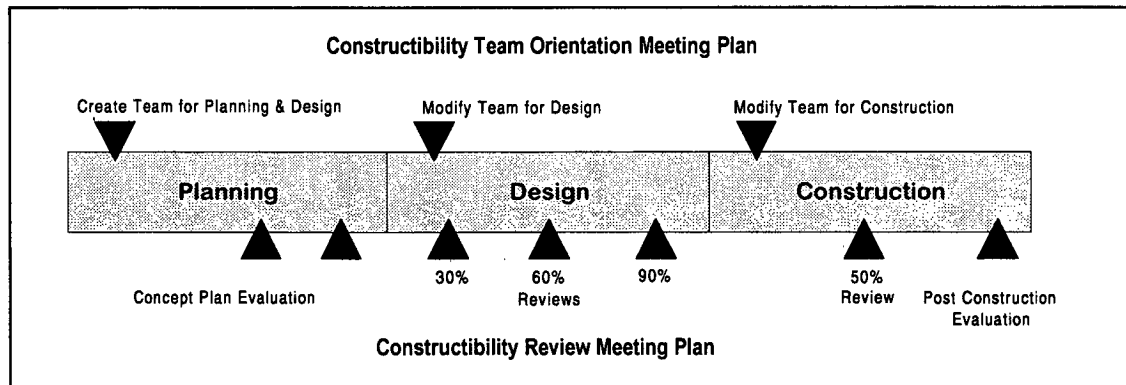 Constructibility Team Orientation Meeting Plan
Create Team for Planning & Design
Modify Team for Design
Modify Team for Construction
Planning
Design
Construction
30%
60%
90%
50%
Concept Plan Evaluation
Reviews
Review
Post Construction
Evaluation
Constructibility Review Meeting Plan